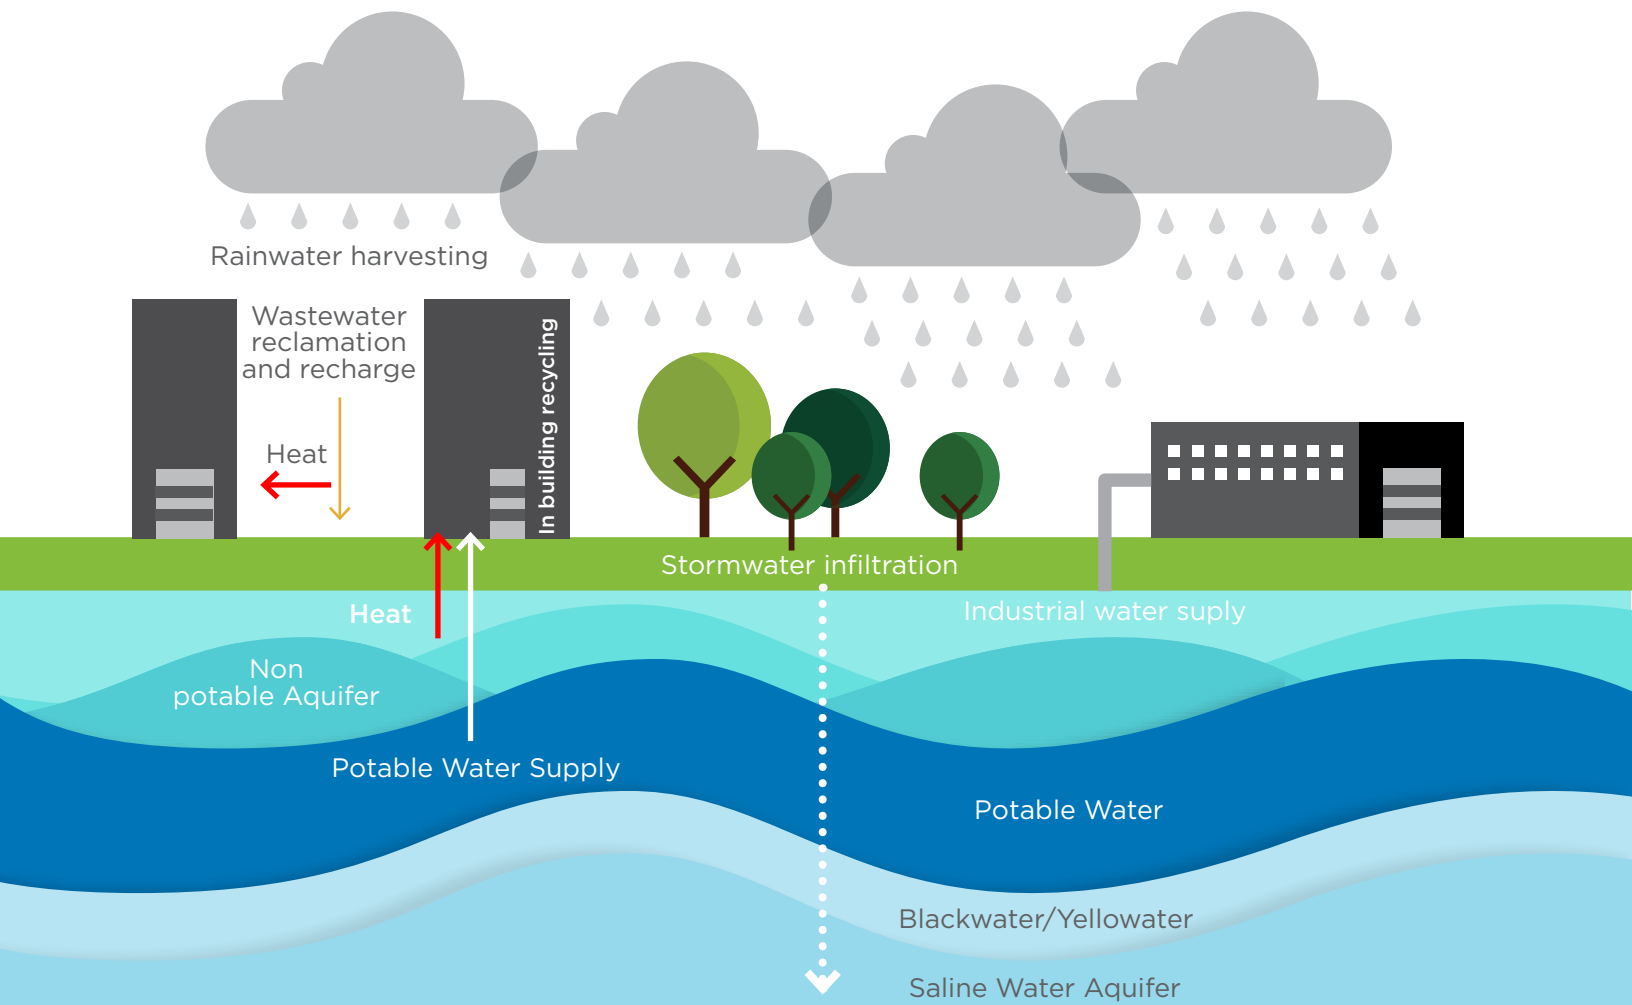 Rainwater harvesting
Wastewater
reclamation
and recharge
Heat
In building recycling
Stormwater infiltration
Heat
Industrial water suply
Non
potable Aquifer
Potable Water Supply
Potable Water
Blackwater/Yellowater
Saline Water Aquifer